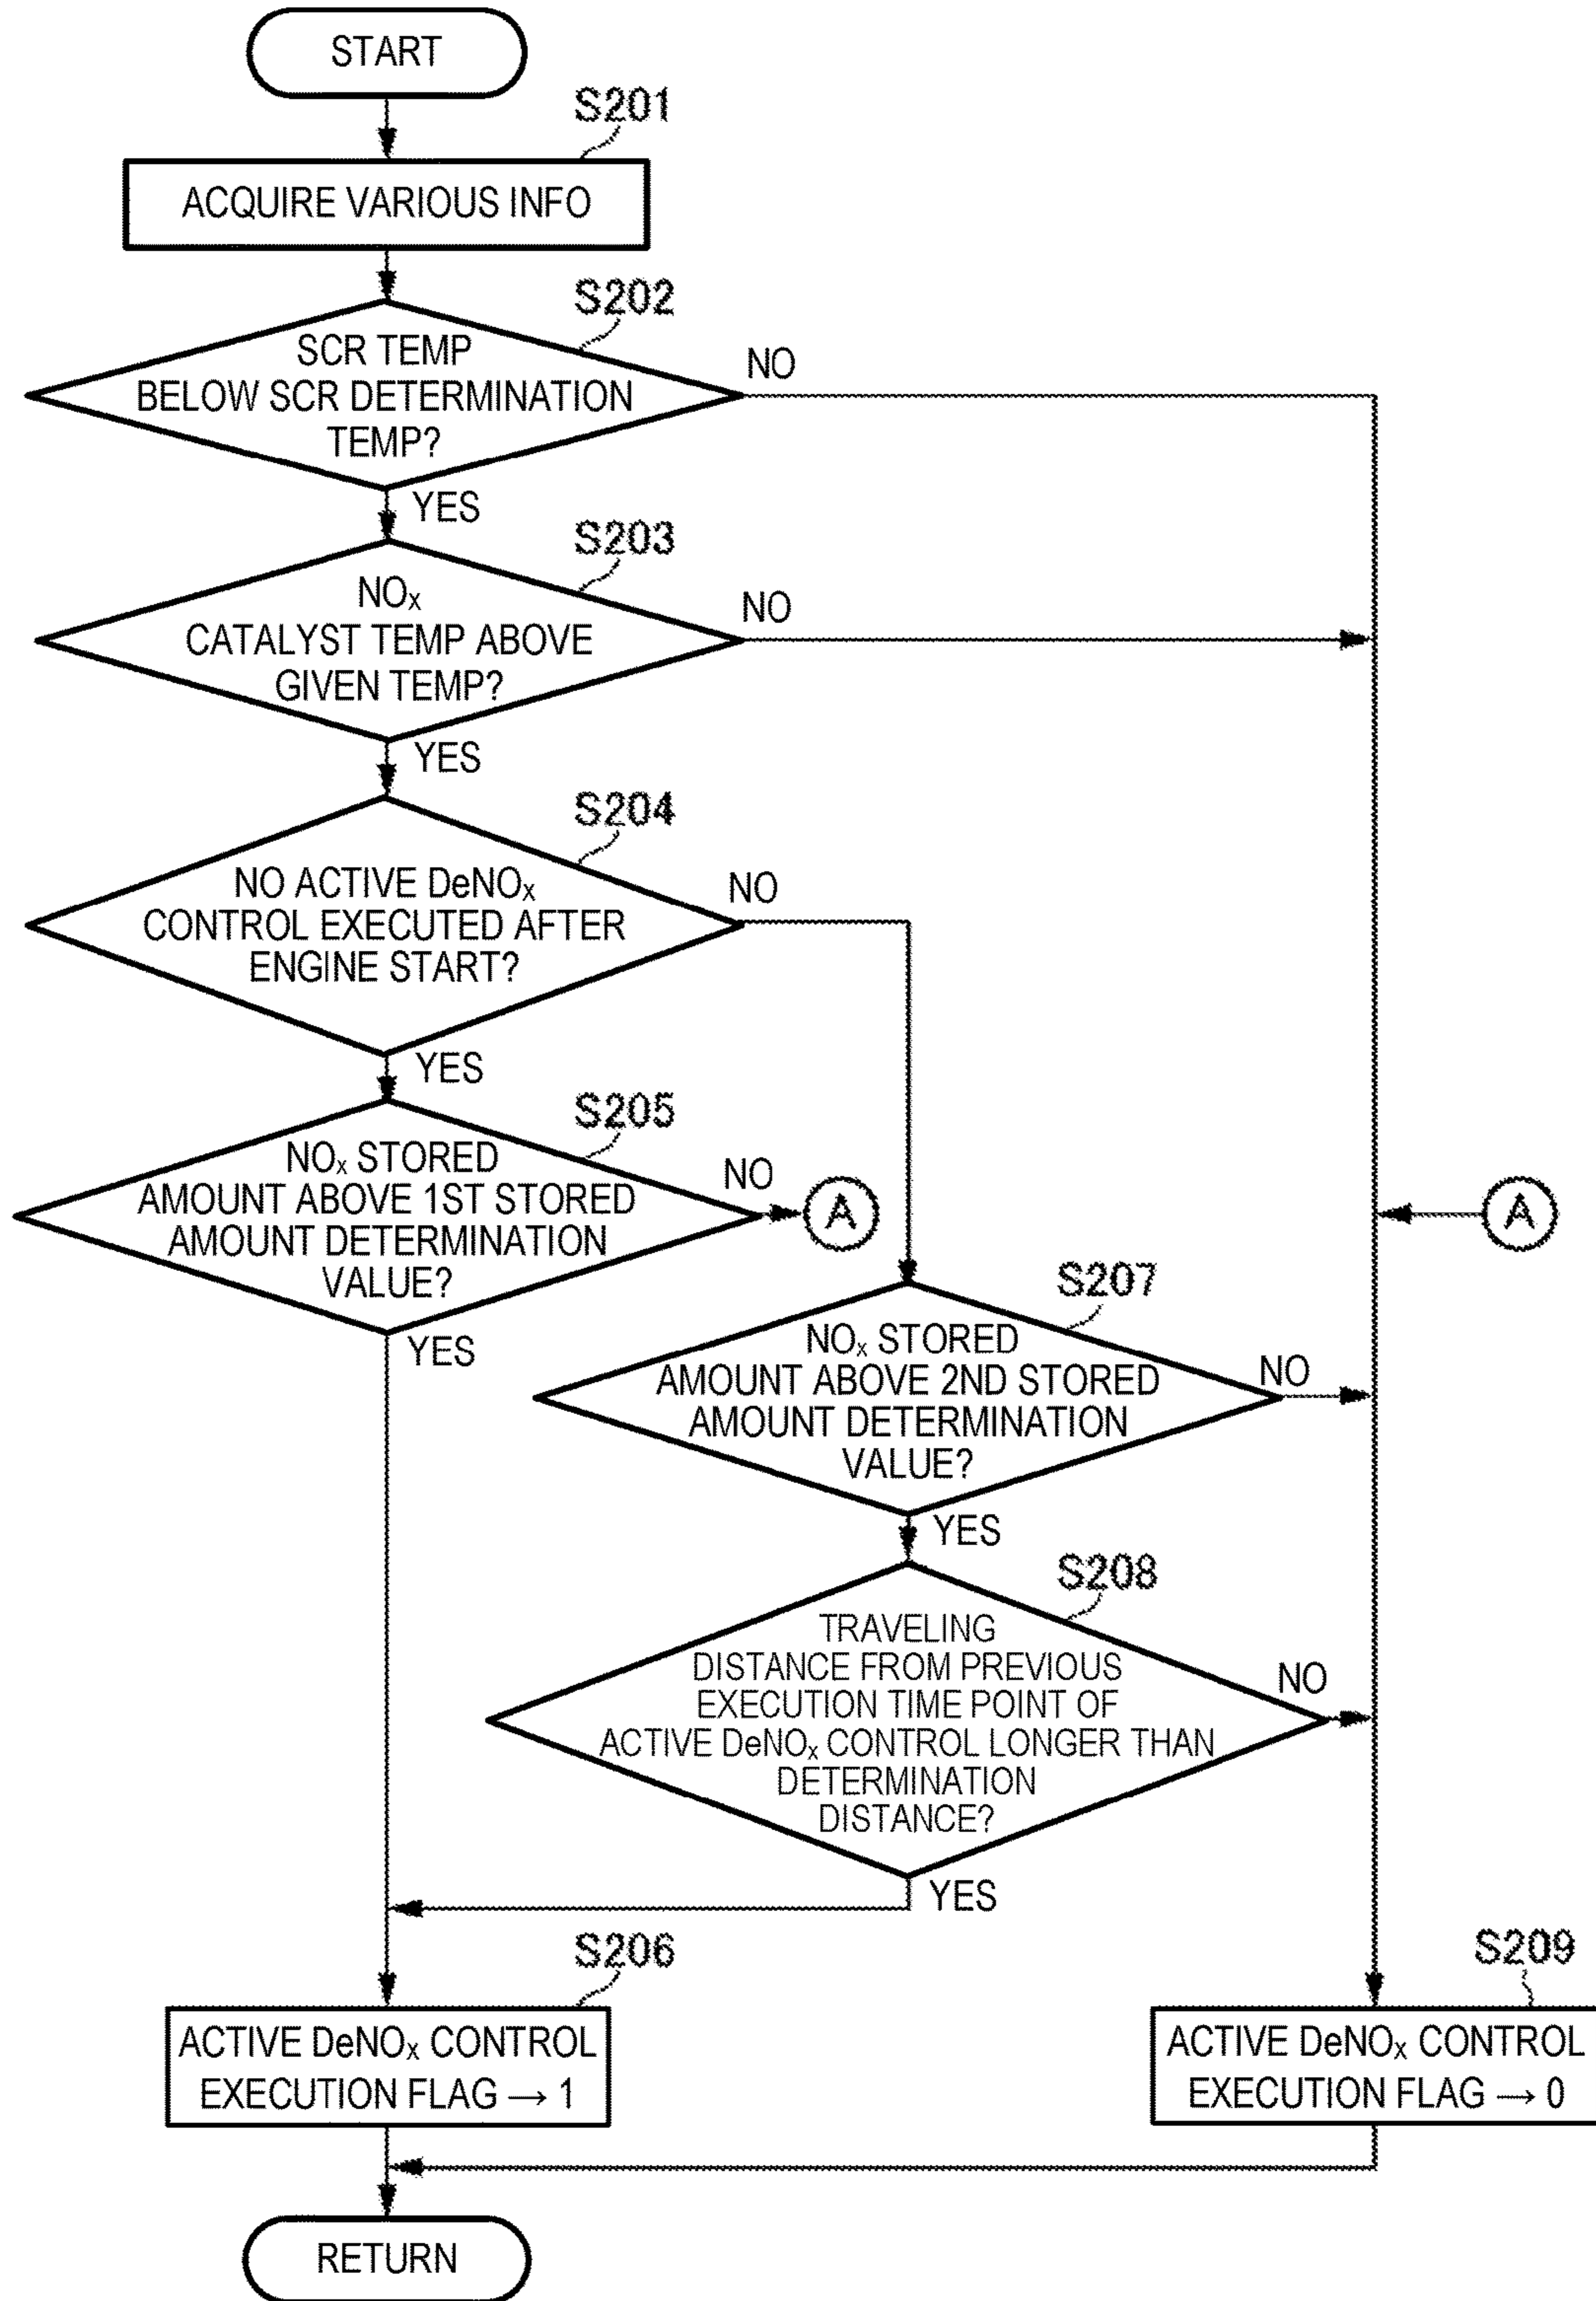 START
S201
ACQUIRE VARIOUS INFO
S202
SCR TEMP
BELOW SCR DETERMINATION
TEMP?
NO
YES
S203
NOₓ
CATALYST TEMP ABOVE
GIVEN TEMP?
NO
YES
S204
NO ACTIVE DeNOₓ
CONTROL EXECUTED AFTER
ENGINE START?
NO
YES
S205
NOₓ STORED
AMOUNT ABOVE 1ST STORED
AMOUNT DETERMINATION
VALUE?
NO
A
A
YES
S207
NOₓ STORED
AMOUNT ABOVE 2ND STORED
AMOUNT DETERMINATION
VALUE?
NO
YES
S208
TRAVELING
DISTANCE FROM PREVIOUS
EXECUTION TIME POINT OF
ACTIVE DeNOₓ CONTROL LONGER THAN
DETERMINATION
DISTANCE?
NO
YES
S206
ACTIVE DeNOₓ CONTROL
EXECUTION FLAG → 1
S209
ACTIVE DeNOₓ CONTROL
EXECUTION FLAG → 0
RETURN